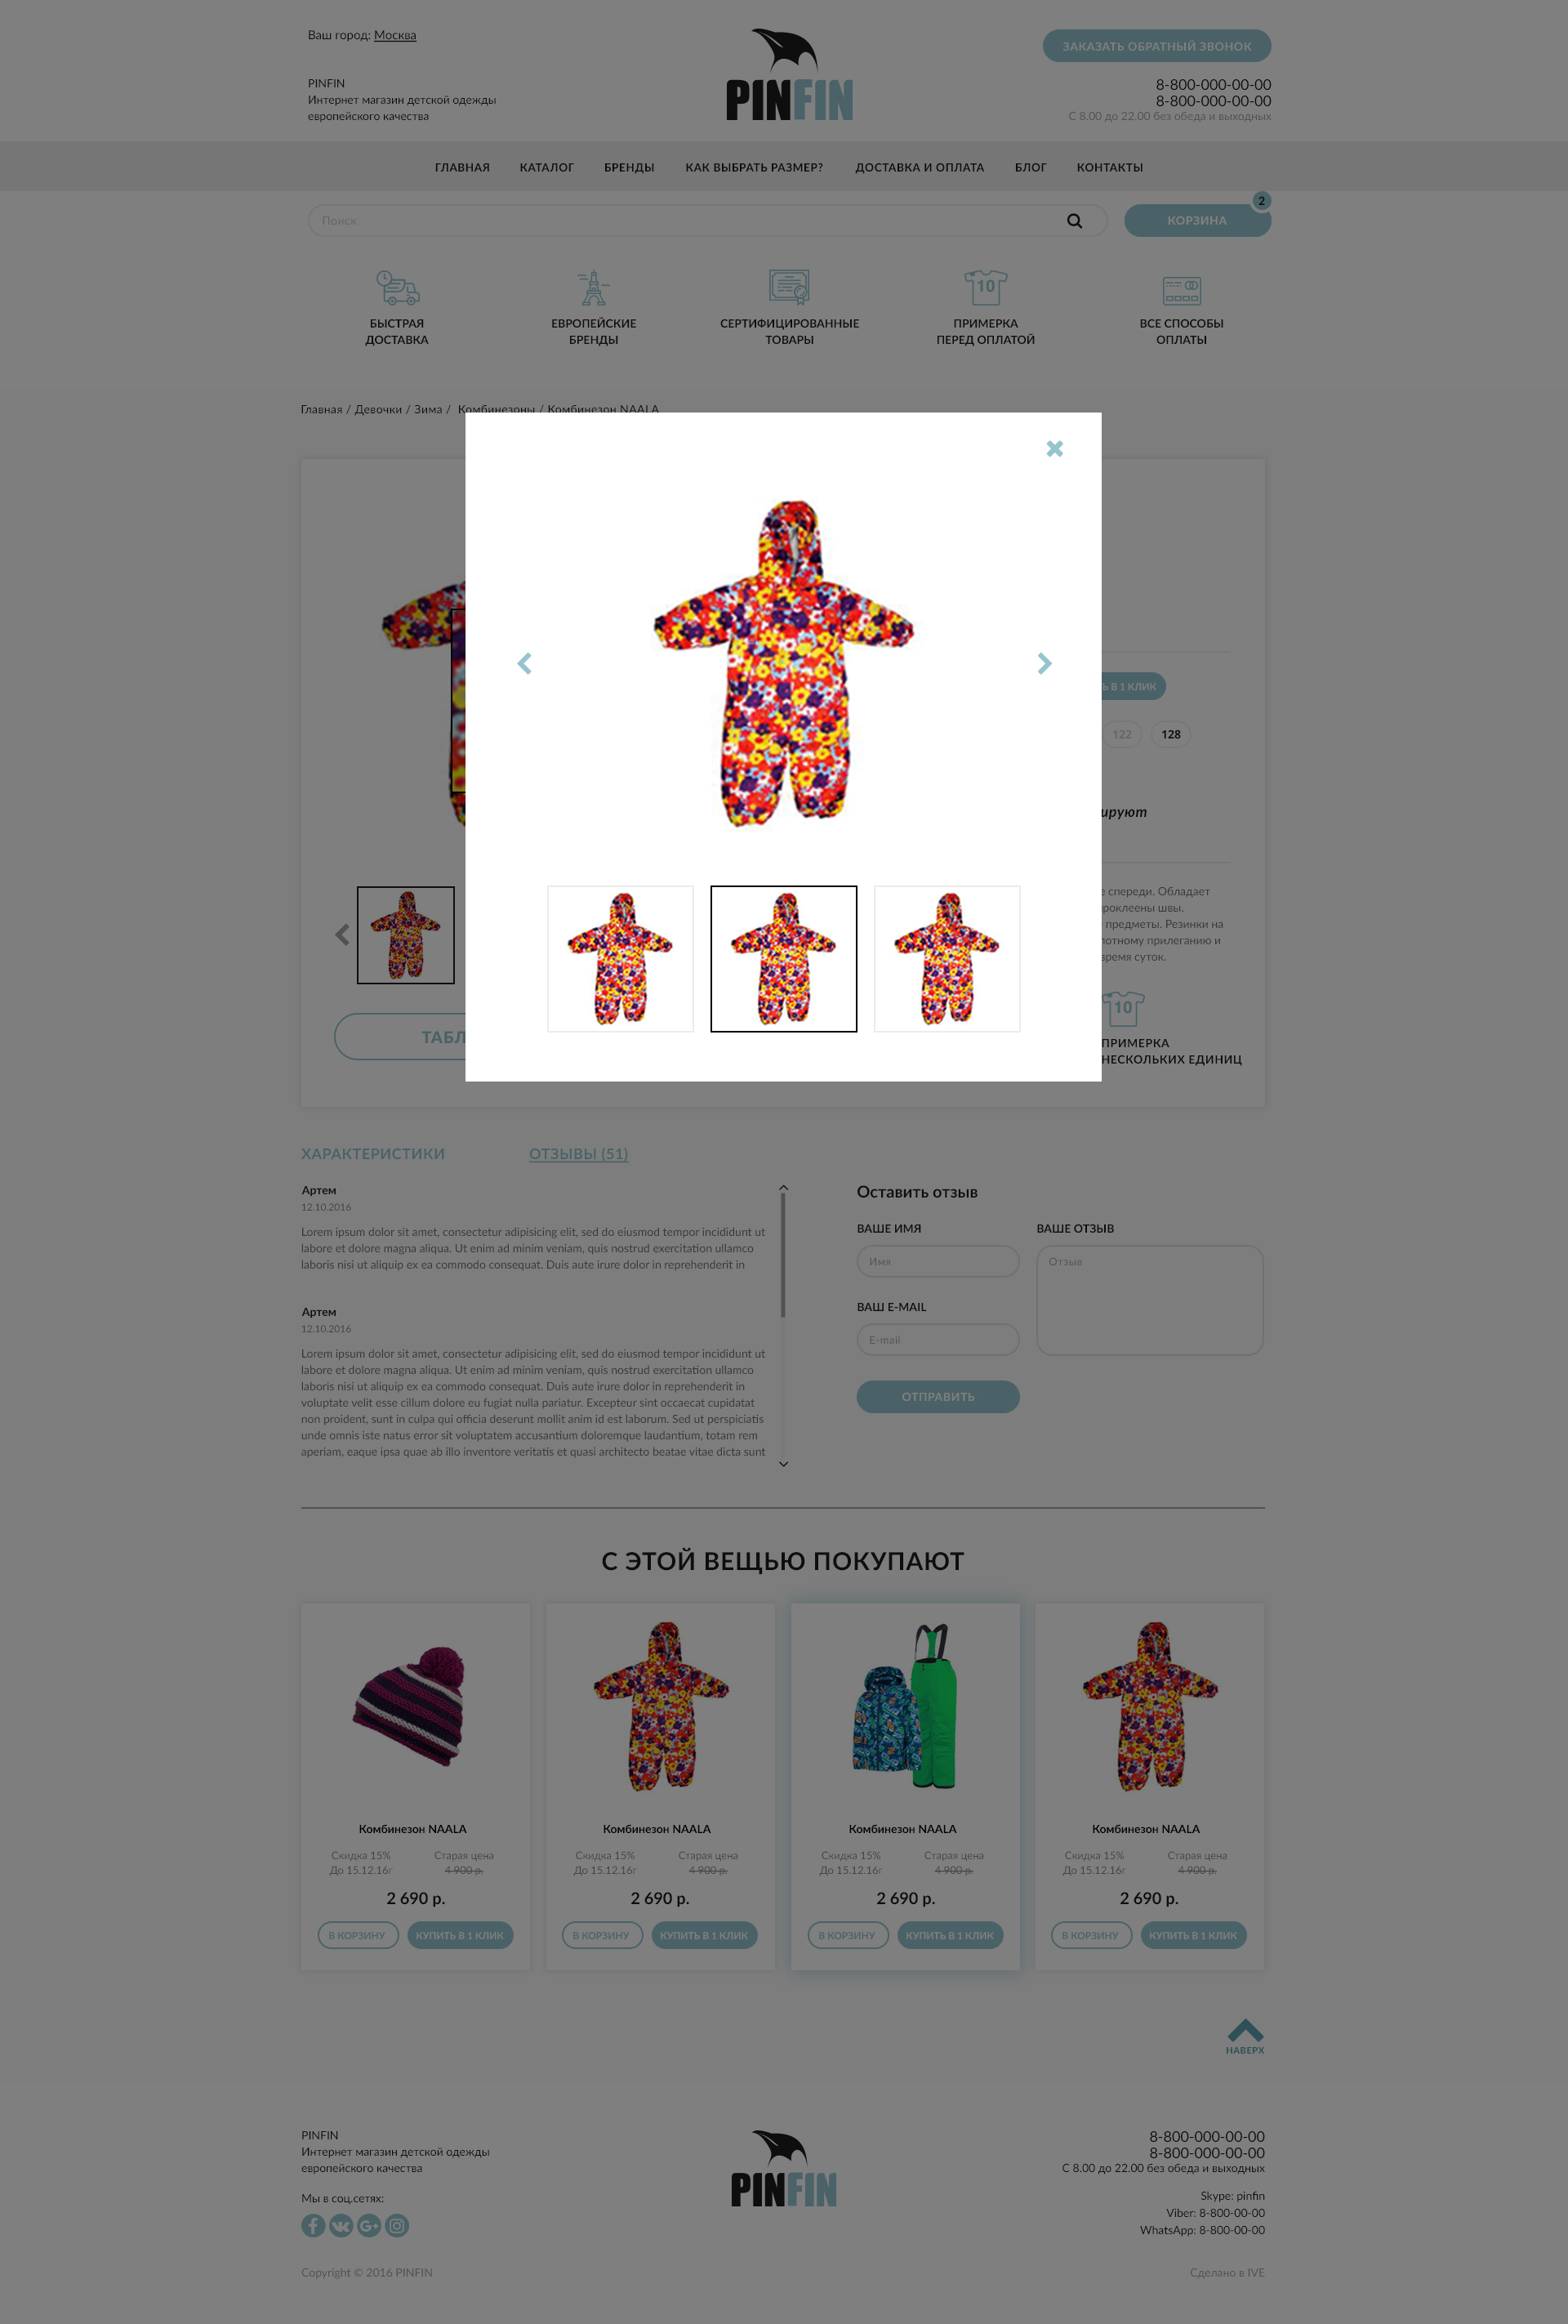 Ваш город: Москва
ЗАКАЗАТЬ ОБРАТНЫЙ ЗВОНОК
PINFIN
Интернет магазин детской одежды
европейского качества
PINFIN
8-800-000-00-00
8-800-000-00-00
С 8.00 до 22.00 без обеда и выходных
ГЛАВНАЯ КАТАЛОГ БРЕНДЫ КАК ВЫБРАТЬ РАЗМЕР? ДОСТАВКА И ОПЛАТА БЛОГ КОНТАКТЫ
Поиск
КОРЗИНА
2
БЫСТРАЯ
ДОСТАВКА
ЕВРОПЕЙСКИЕ
БРЕНДЫ
СЕРТИФИЦИРОВАННЫЕ
ТОВАРЫ
10
ПРИМЕРКА
ПЕРЕД ОПЛАТОЙ
ВСЕ СПОСОБЫ
ОПЛАТЫ
Главная / Девочки / Зима / Комбинезоны / Комбинезон NAALA
Ь В 1 КЛИК
122 128
ируют
е спереди. Обладает
роклеены швы.
предметы. Резинки на
лотному прилеганию и
время суток.
ТАБЛ
10
ПРИМЕРКА
НЕСКОЛЬКИХ ЕДИНИЦ
ХАРАКТЕРИСТИКИ ОТЗЫВЫ (51)
Артем
12.10.2016
Lorem ipsum dolor sit amet, consectetur adipisicing elit, sed do eiusmod tempor incididunt ut
labore et dolore magna aliqua. Ut enim ad minim veniam, quis nostrud exercitation ullamco
laboris nisi ut aliquip ex ea commodo consequat. Duis aute irure dolor in reprehenderit in
Артем
12.10.2016
Lorem ipsum dolor sit amet, consectetur adipisicing elit, sed do eiusmod tempor incididunt ut
labore et dolore magna aliqua. Ut enim ad minim veniam, quis nostrud exercitation ullamco
laboris nisi ut aliquip ex ea commodo consequat. Duis aute irure dolor in reprehenderit in
voluptate velit esse cillum dolore eu fugiat nulla pariatur. Excepteur sint occaecat cupidatat
non proident, sunt in culpa qui officia deserunt mollit anim id est laborum. Sed ut perspiciatis
unde omnis iste natus error sit voluptatem accusantium doloremque laudantium, totam rem
aperiam, eaque ipsa quae ab illo inventore veritatis et quasi architecto beatae vitae dicta sunt
Оставить отзыв
ВАШЕ ИМЯ
Имя
ВАШ E-MAIL
E-mail
ВАШЕ ОТЗЫВ
Отзыв
ОТПРАВИТЬ
С ЭТОЙ ВЕЩЬЮ ПОКУПАЮТ
Комбинезон NAALA
Скидка 15% Старая цена
До 15.12.16г 4 900 р.
2 690 р.
В КОРЗИНУ КУПИТЬ В 1 КЛИК
Комбинезон NAALA
Скидка 15% Старая цена
До 15.12.16г 4 900 р.
2 690 р.
В КОРЗИНУ КУПИТЬ В 1 КЛИК
Комбинезон NAALA
Скидка 15% Старая цена
До 15.12.16г 4 900 р.
2 690 р.
В КОРЗИНУ КУПИТЬ В 1 КЛИК
Комбинезон NAALA
Скидка 15% Старая цена
До 15.12.16г 4 900 р.
2 690 р.
В КОРЗИНУ КУПИТЬ В 1 КЛИК
НАВЕРХ
PINFIN
Интернет магазин детской одежды
европейского качества
Мы в соц.сетях:
PINFIN
8-800-000-00-00
8-800-000-00-00
С 8.00 до 22.00 без обеда и выходных
Skype: pinfin
Viber: 8-800-00-00
WhatsApp: 8-800-00-00
Copyright © 2016 PINFIN
Сделано в IVE